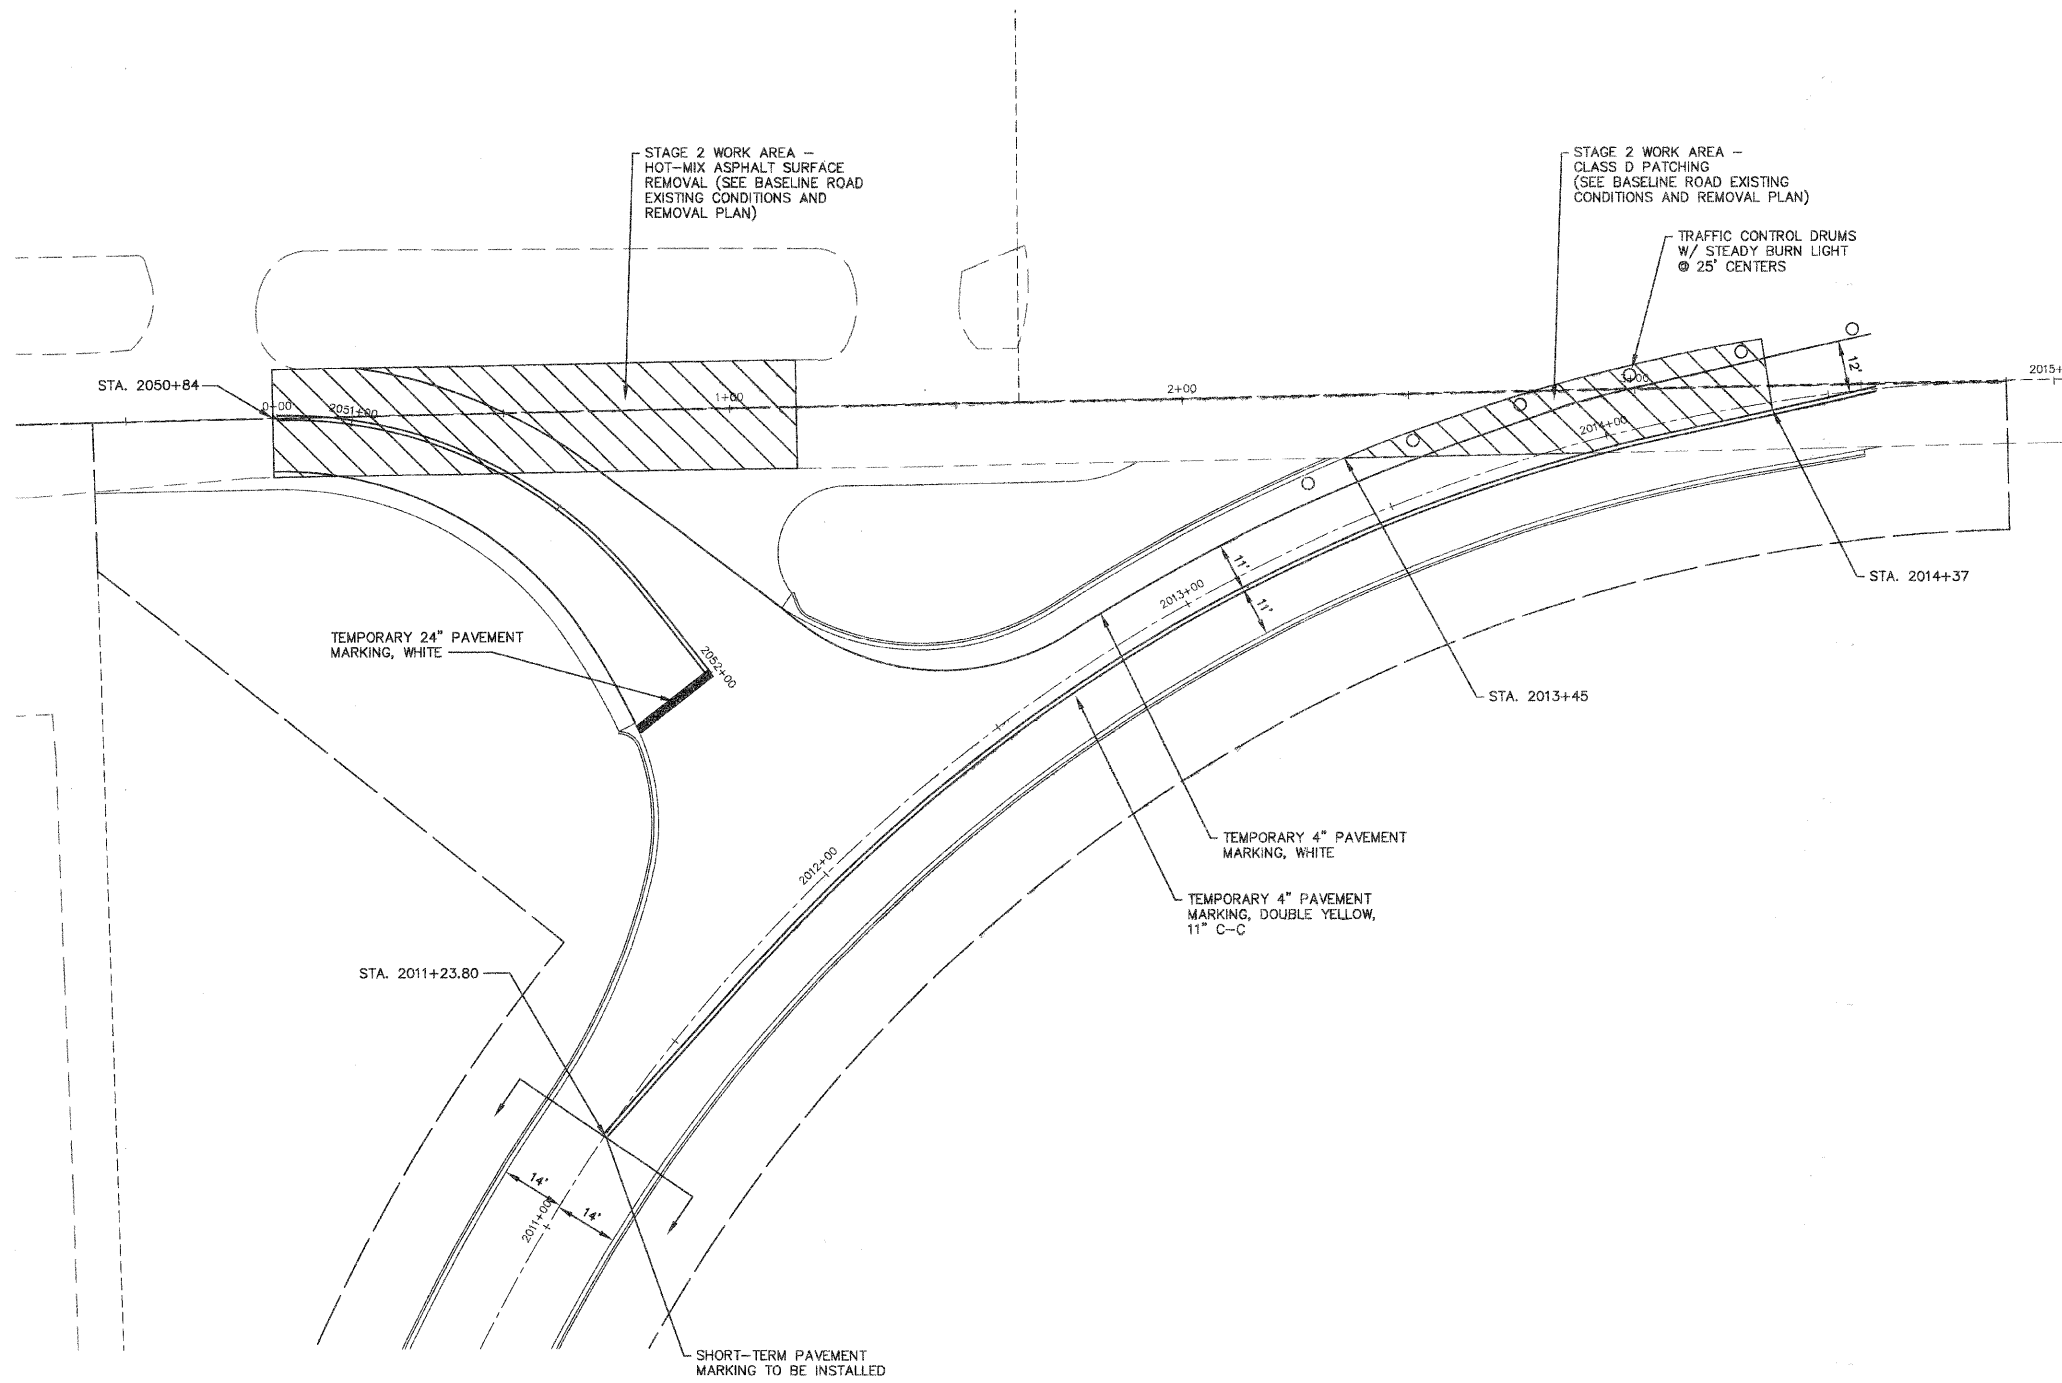 STAGE 2 WORK AREA –
HOT-MIX ASPHALT SURFACE
REMOVAL (SEE BASELINE ROAD
EXISTING CONDITIONS AND
REMOVAL PLAN)
STAGE 2 WORK AREA –
CLASS D PATCHING
(SEE BASELINE ROAD EXISTING
CONDITIONS AND REMOVAL PLAN)
TRAFFIC CONTROL DRUMS
W/ STEADY BURN LIGHT
@ 25' CENTERS
STA. 2050+84
0+00
2051+00
1+00
2+00
3+00
12'
2015+
2014+00
STA. 2014+37
11'
2013+00
11'
TEMPORARY 24" PAVEMENT
MARKING, WHITE
2052+00
STA. 2013+45
TEMPORARY 4" PAVEMENT
MARKING, WHITE
2012+00
TEMPORARY 4" PAVEMENT
MARKING, DOUBLE YELLOW,
11" C-C
STA. 2011+23.80
14'
14'
2011+00
SHORT-TERM PAVEMENT
MARKING TO BE INSTALLED